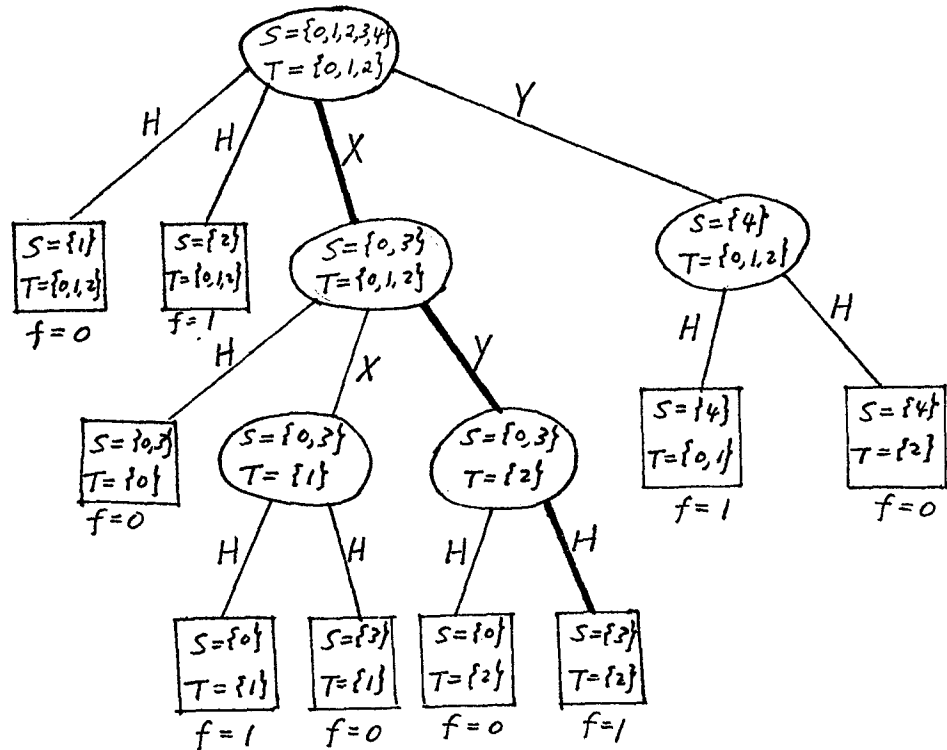 S={0,1,2,3,4}
T={0,1,2}
H
H
X
Y
S={1}
T={0,1,2}
f=0
S={2}
T={0,1,2}
f=1
S={0,3}
T={0,1,2}
S={4}
T={0,1,2}
H
X
Y
H
H
S={0,3}
T={0}
f=0
S={0,3}
T={1}
S={0,3}
T={2}
S={4}
T={0,1}
f=1
S={4}
T={2}
f=0
H
H
H
H
S={0}
T={1}
f=1
S={3}
T={1}
f=0
S={0}
T={2}
f=0
S={3}
T={2}
f=1